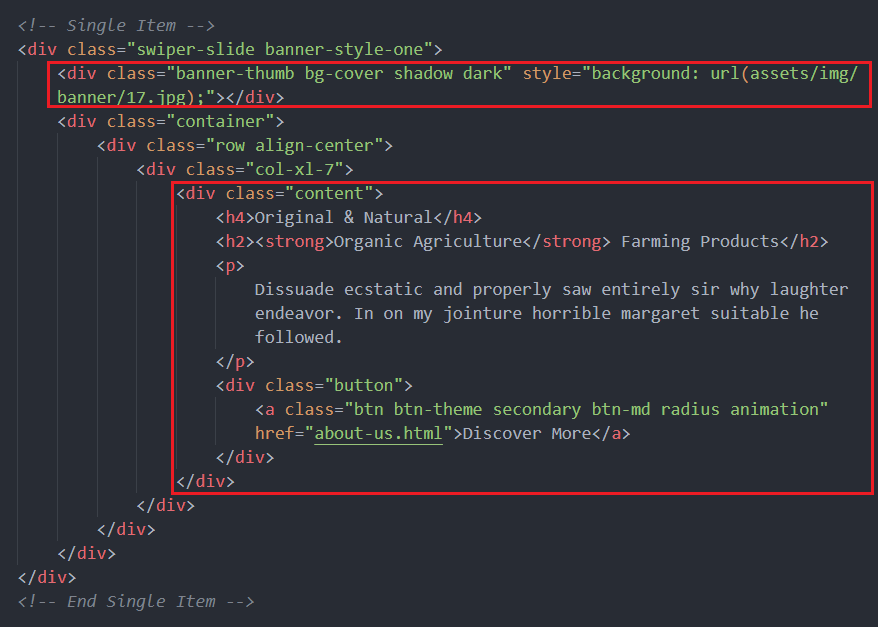 <!-- Single Item -->
<div class="swiper-slide banner-style-one">
<div class="banner-thumb bg-cover shadow dark" style="background: url(assets/img/
banner/17.jpg);"></div>
<div class="container">
<div class="row align-center">
<div class="col-xl-7">
<div class="content">
<h4>Original & Natural</h4>
<h2><strong>Organic Agriculture</strong> Farming Products</h2>
<p>
Dissuade ecstatic and properly saw entirely sir why laughter
endeavor. In on my jointure horrible margaret suitable he
followed.
</p>
<div class="button">
<a class="btn btn-theme secondary btn-md radius animation"
href="about-us.html">Discover More</a>
</div>
</div>
</div>
</div>
</div>
</div>
<!-- End Single Item -->